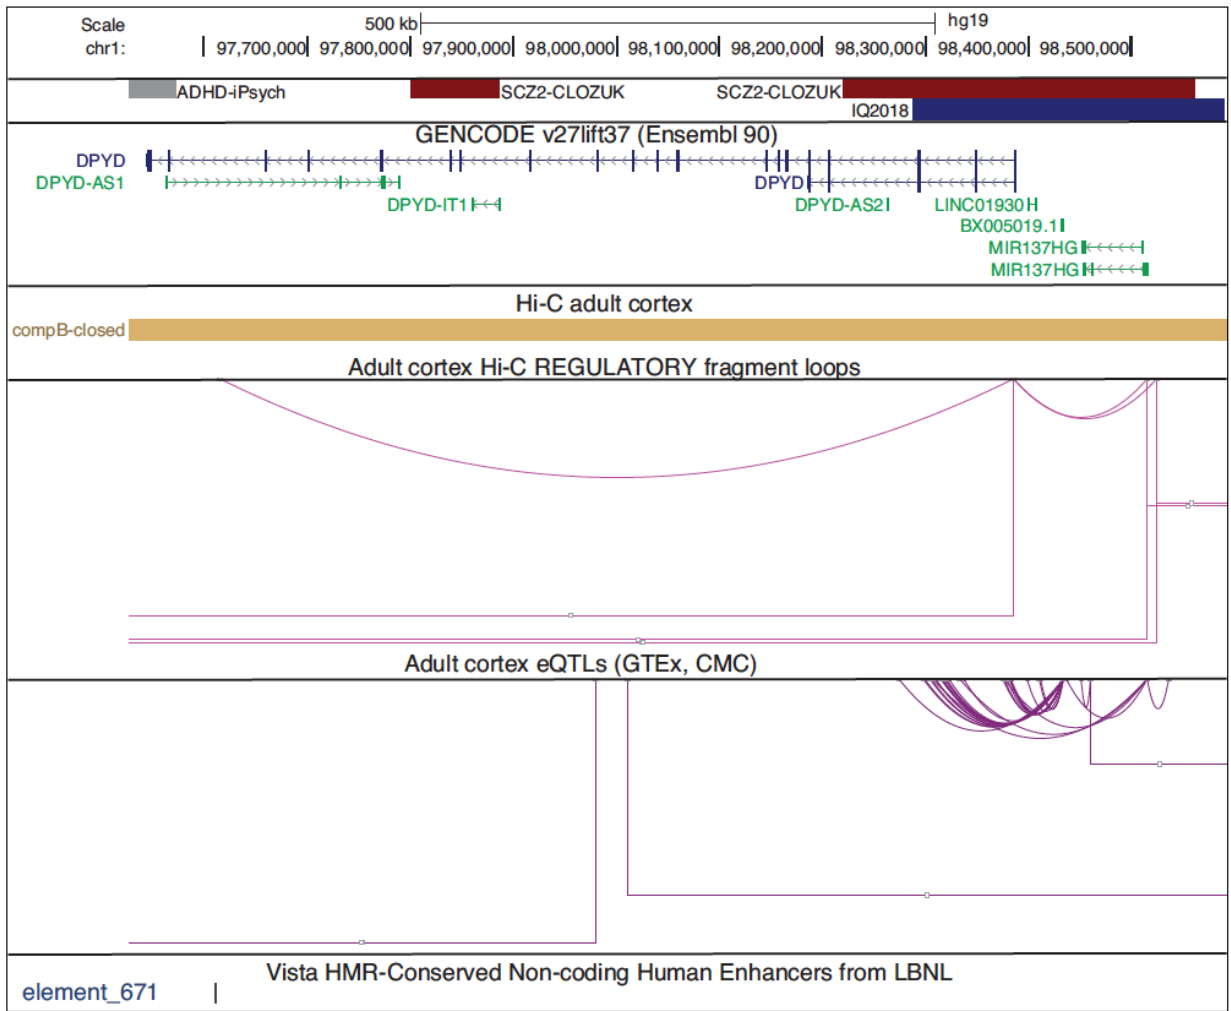 Scale 500 kb hg19
chr1: 97,700,000 97,800,000 97,900,000 98,000,000 98,100,000 98,200,000 98,300,000 98,400,000 98,500,000
ADHD-iPsych SCZ2-CLOZUK SCZ2-CLOZUK
IQ2018
GENCODE v27lift37 (Ensembl 90)
DPYD
DPYD-AS1 DPYD
DPYD-IT1 DPYD-AS2 LINC01930
BX005019.1
MIR137HG
MIR137HG
Hi-C adult cortex
compB-closed
Adult cortex Hi-C REGULATORY fragment loops
Adult cortex eQTLs (GTEx, CMC)
Vista HMR-Conserved Non-coding Human Enhancers from LBNL
element_671